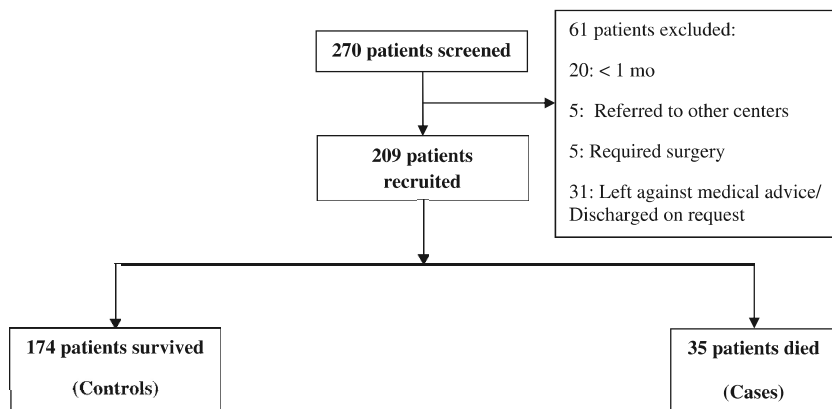 270 patients screened
61 patients excluded:
20: < 1 mo
5: Referred to other centers
5: Required surgery
31: Left against medical advice/
Discharged on request
209 patients
recruited
174 patients survived
(Controls)
35 patients died
(Cases)